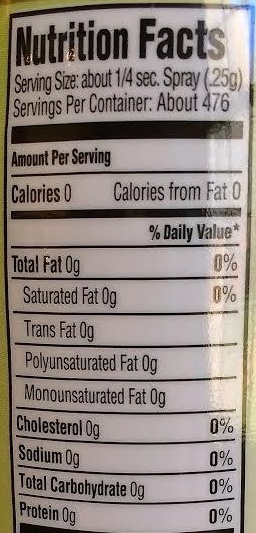 Nutrition Facts
Serving Size: about 1/4 sec. Spray (.25g)
Servings Per Container: About 476
Amount Per Serving
Calories 0 Calories from Fat 0
% Daily Value*
Total Fat 0g 0%
Saturated Fat 0g 0%
Trans Fat 0g
Polyunsaturated Fat 0g
Monounsaturated Fat 0g
Cholesterol 0g 0%
Sodium 0g 0%
Total Carbohydrate 0g 0%
Protein 0g 0%